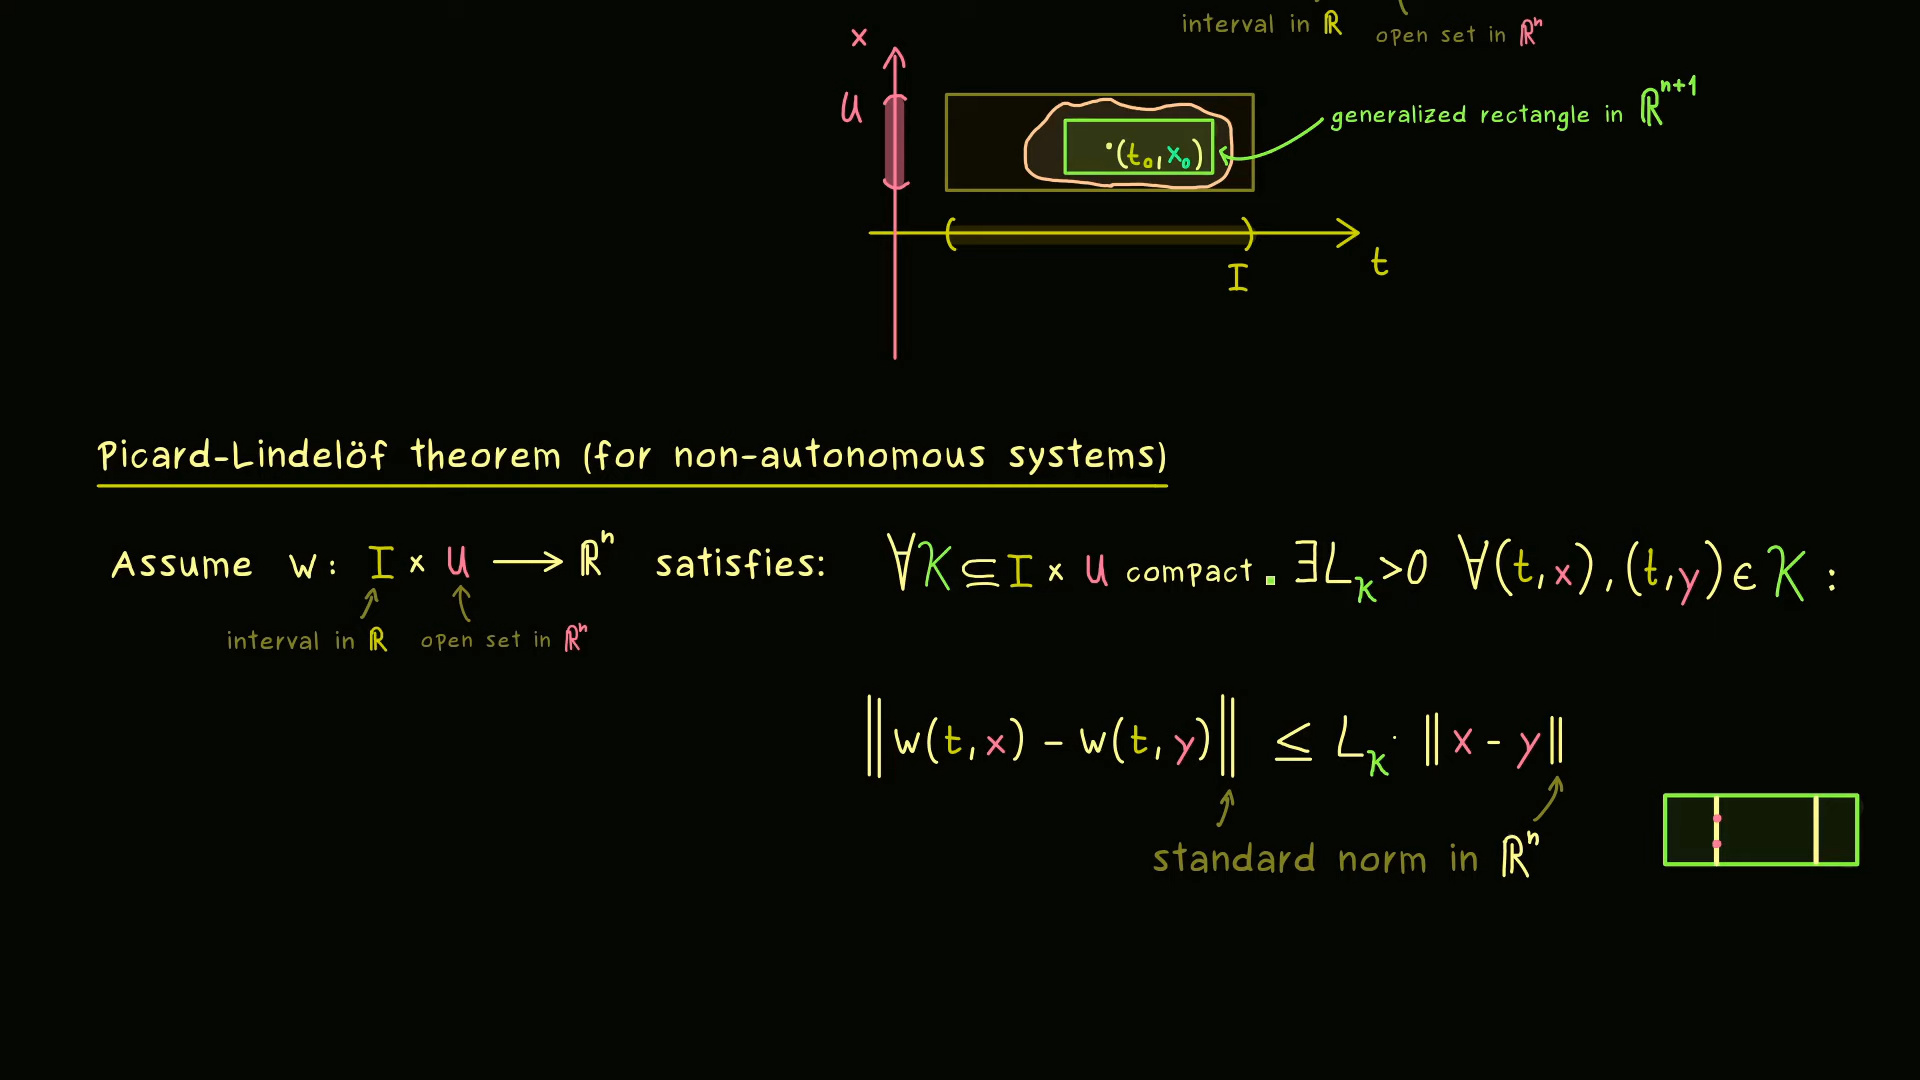 interval in ℝ open set in ℝⁿ
x
U
generalized rectangle in ℝⁿ⁺¹
(t₀, x₀)
t
I
Picard-Lindelöf theorem (for non-autonomous systems)
Assume w: I × U ⟶ ℝⁿ satisfies: ∀K ⊆ I × U compact. ∃L_K > 0 ∀(t, x), (t, y) ∈ K :
interval in ℝ open set in ℝⁿ
‖w(t, x) - w(t, y)‖ ≤ L_K · ‖x - y‖
standard norm in ℝⁿ